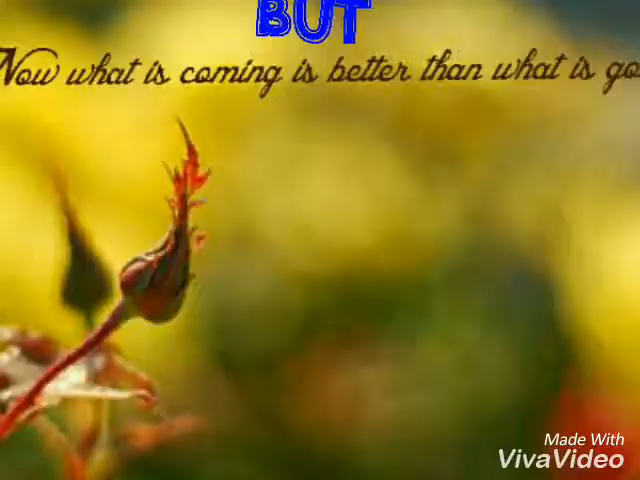 BUT
Now what is coming is better than what is go
Made With
VivaVideo